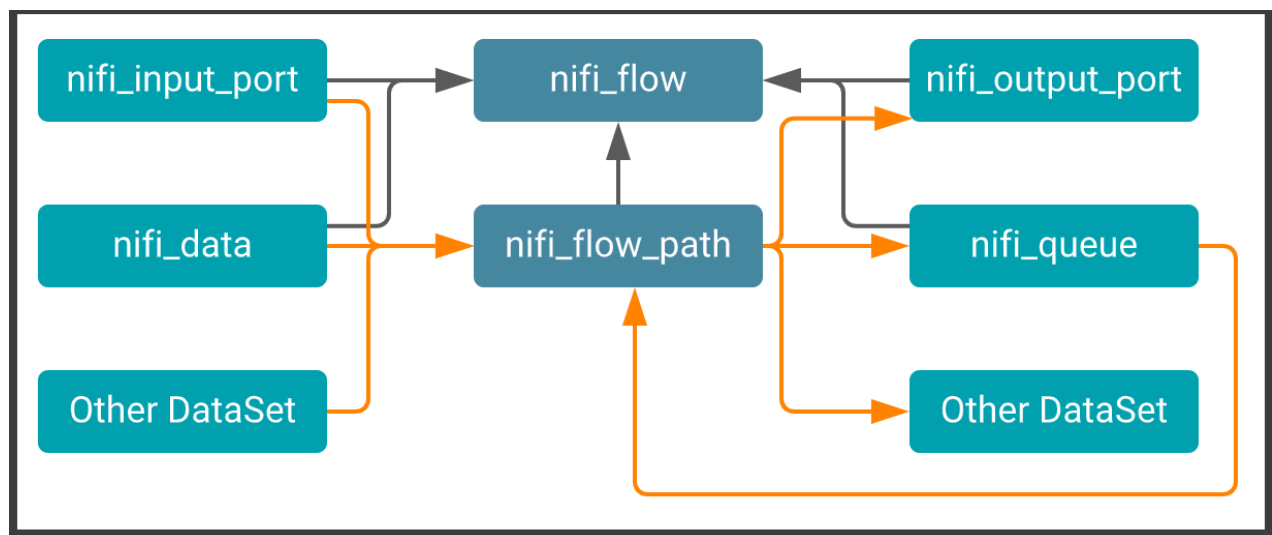 nifi_input_port
nifi_flow
nifi_output_port
nifi_data
nifi_flow_path
nifi_queue
Other DataSet
Other DataSet